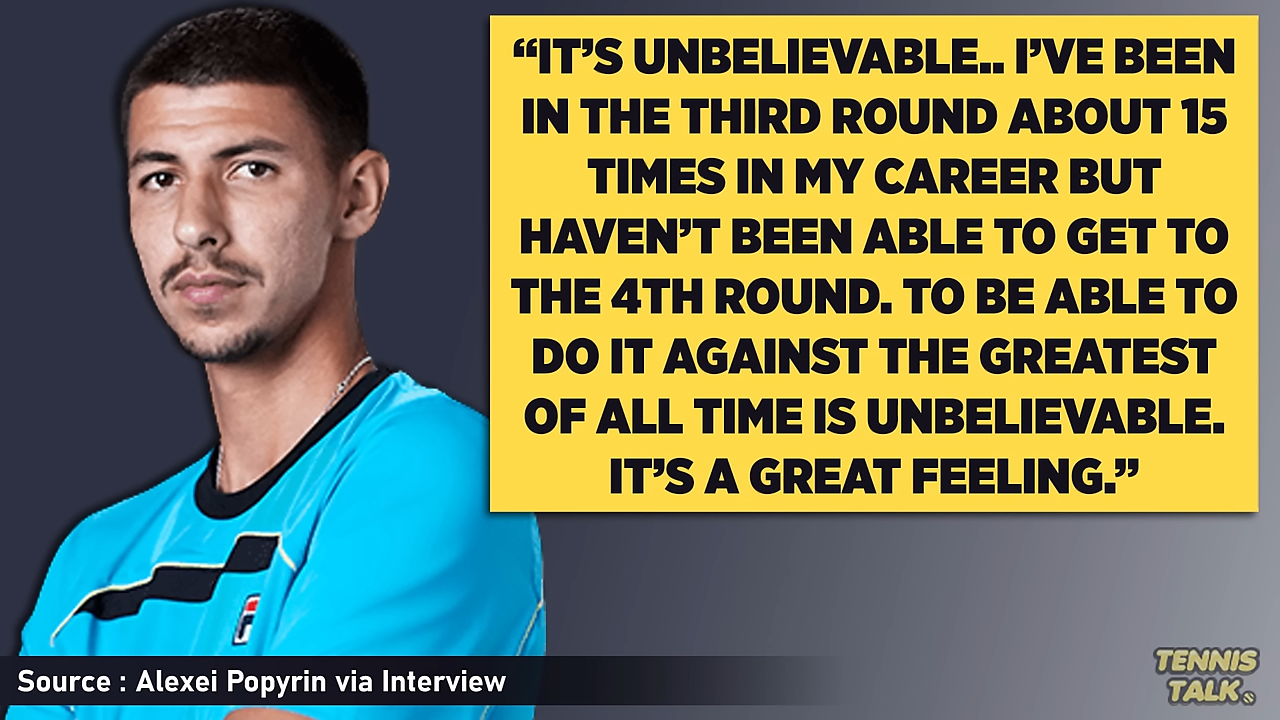 “IT’S UNBELIEVABLE.. I’VE BEEN
IN THE THIRD ROUND ABOUT 15
TIMES IN MY CAREER BUT
HAVEN’T BEEN ABLE TO GET TO
THE 4TH ROUND. TO BE ABLE TO
DO IT AGAINST THE GREATEST
OF ALL TIME IS UNBELIEVABLE.
IT’S A GREAT FEELING.”
Source : Alexei Popyrin via Interview
TENNIS
TALK